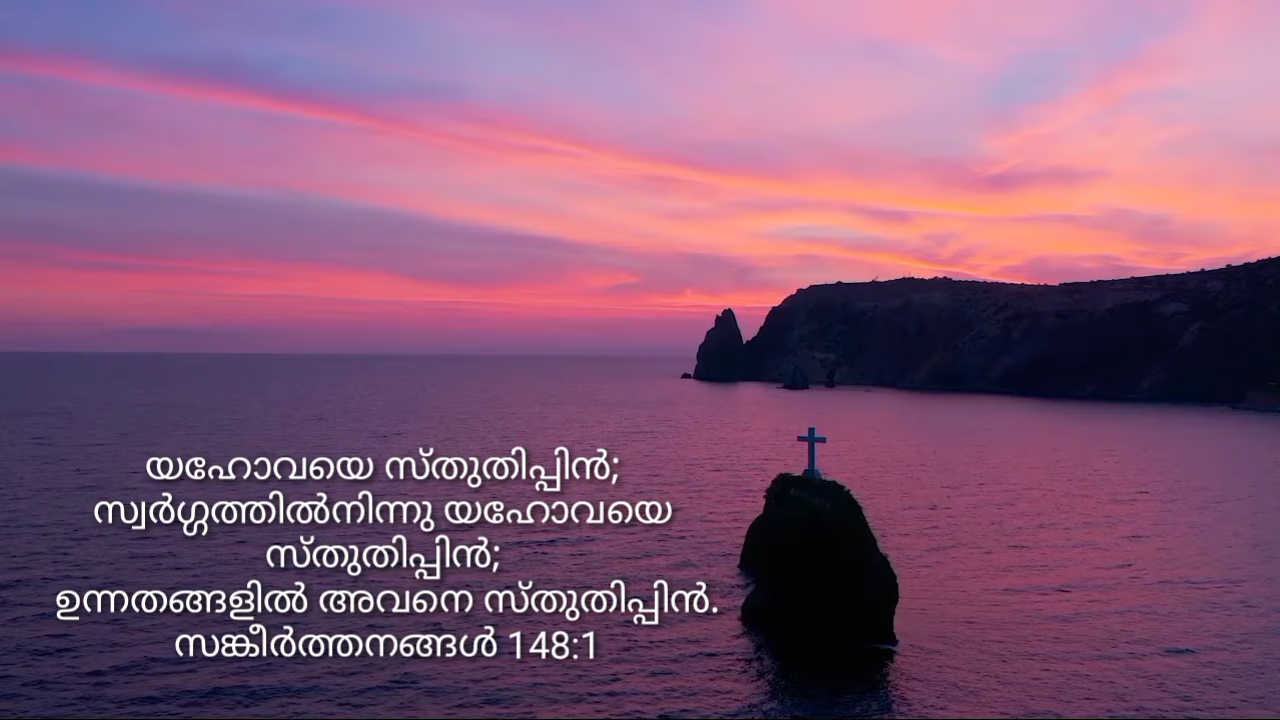 യഹോവയെ സ്തുതിപ്പിൻ;
സ്വർഗ്ഗത്തിൽനിന്നു യഹോവയെ
സ്തുതിപ്പിൻ;
ഉന്നതങ്ങളിൽ അവനെ സ്തുതിപ്പിൻ.
സങ്കീർത്തനങ്ങൾ 148:1